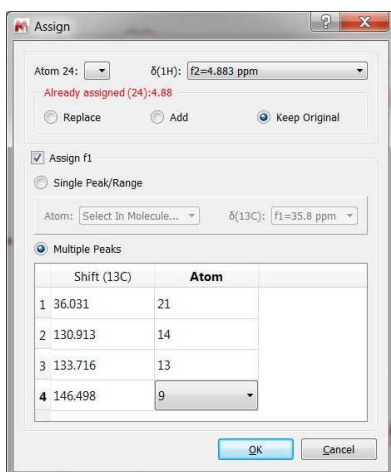 Assign
Atom 24: δ(1H): f2=4.883 ppm
Already assigned (24):4.88
Replace Add Keep Original
Assign f1
Single Peak/Range
Atom: Select In Molecule... δ(13C): f1=35.8 ppm
Multiple Peaks
Shift (13C) Atom
1 36.031 21
2 130.913 14
3 133.716 13
4 146.498 9
OK Cancel